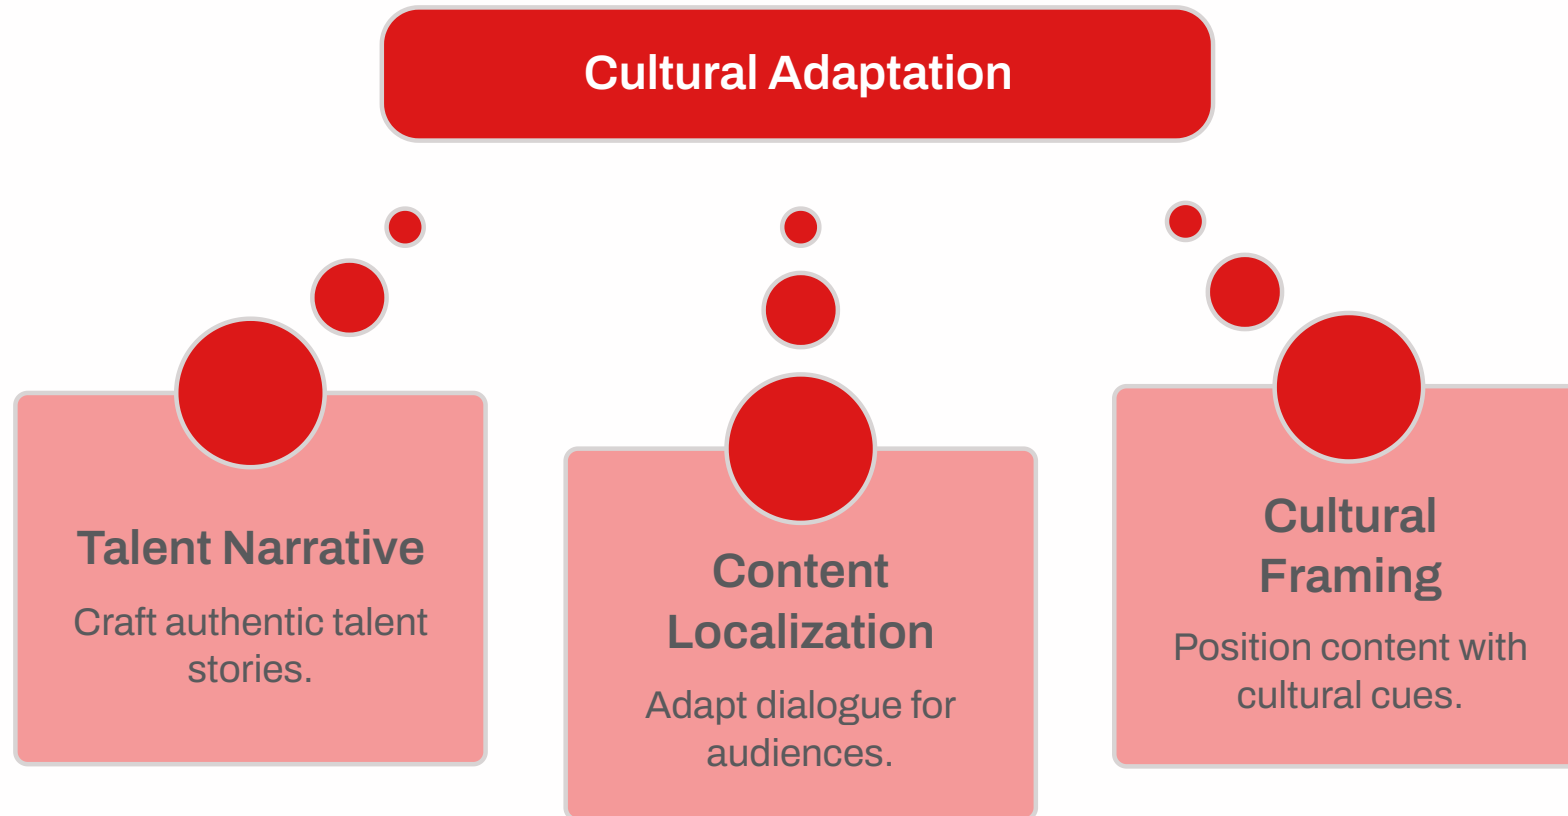 Cultural Adaptation
Talent Narrative
Craft authentic talent
stories.
Content
Localization
Adapt dialogue for
audiences.
Cultural
Framing
Position content with
cultural cues.